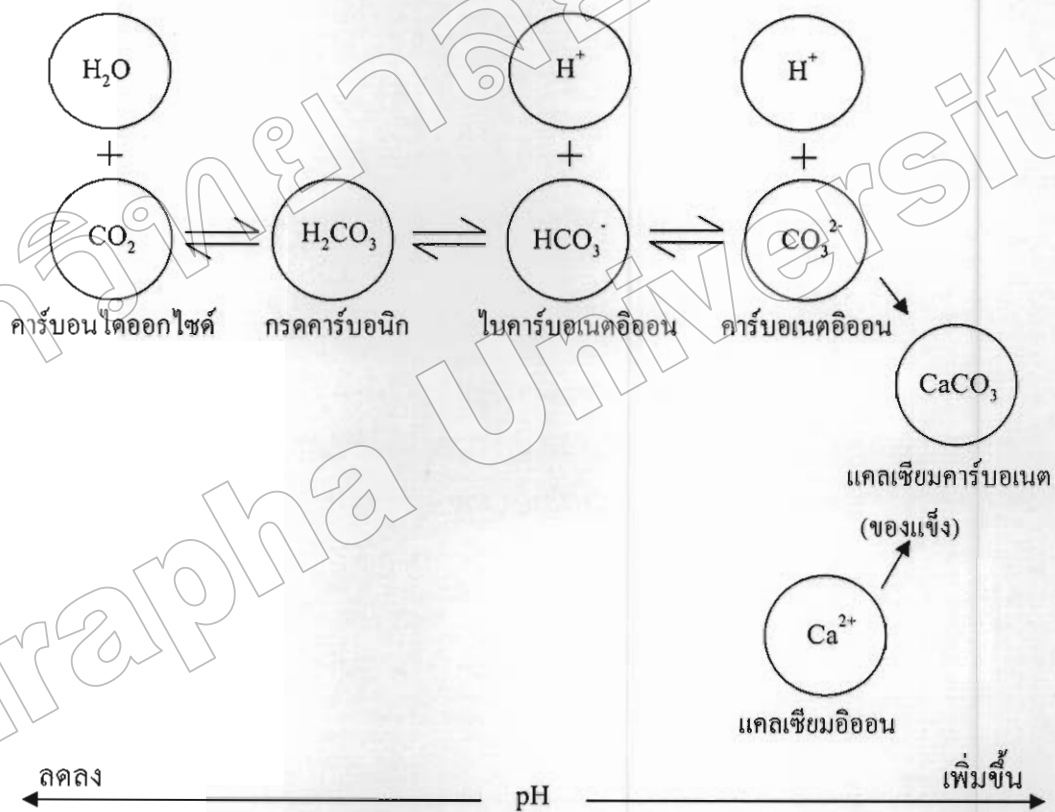 H₂O H⁺ H⁺
+ + +
CO₂ ⇌ H₂CO₃ ⇌ HCO₃⁻ ⇌ CO₃²⁻
คาร์บอนไดออกไซด์ กรดคาร์บอนิก ไบคาร์บอเนตอิออน คาร์บอเนตอิออน
CaCO₃
แคลเซียมคาร์บอเนต
(ของแข็ง)
Ca²⁺
แคลเซียมอิออน
ลดลง pH เพิ่มขึ้น